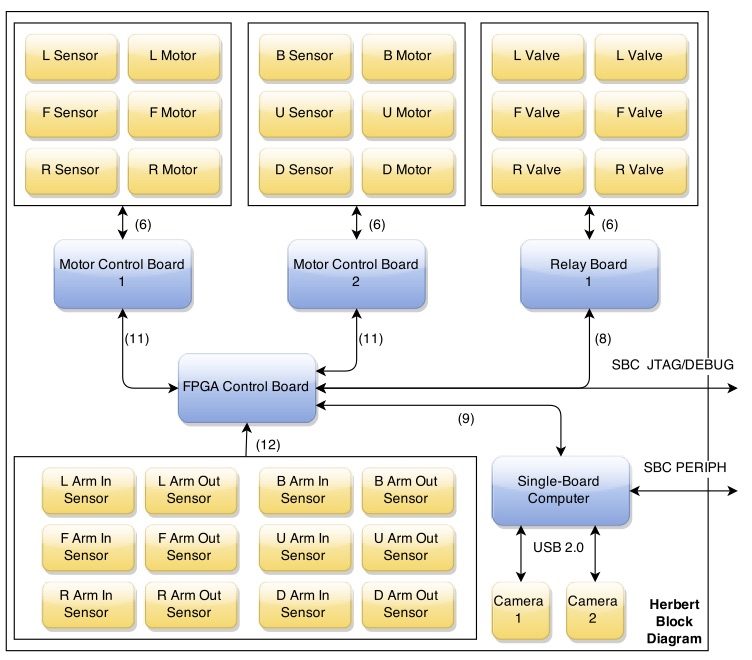 L Sensor
L Motor
F Sensor
F Motor
R Sensor
R Motor
B Sensor
B Motor
U Sensor
U Motor
D Sensor
D Motor
L Valve
L Valve
F Valve
F Valve
R Valve
R Valve
(6)
(6)
(6)
Motor Control Board
1
Motor Control Board
2
Relay Board
1
(11)
(11)
(8)
SBC JTAG/DEBUG
FPGA Control Board
(9)
(12)
L Arm In
Sensor
L Arm Out
Sensor
B Arm In
Sensor
B Arm Out
Sensor
F Arm In
Sensor
F Arm Out
Sensor
U Arm In
Sensor
U Arm Out
Sensor
R Arm In
Sensor
R Arm Out
Sensor
D Arm In
Sensor
D Arm Out
Sensor
Single-Board
Computer
SBC PERIPH
USB 2.0
Camera
1
Camera
2
Herbert
Block
Diagram